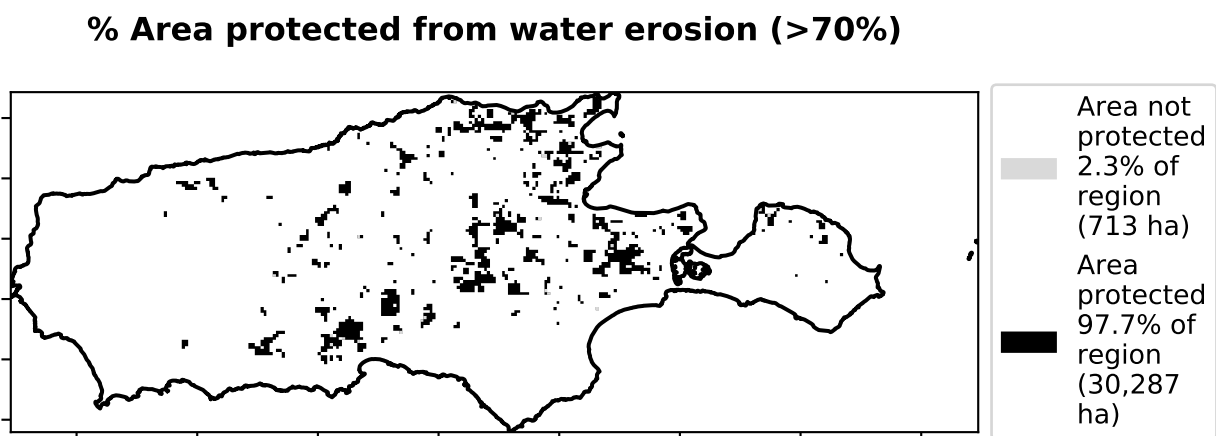 % Area protected from water erosion (>70%)
Area not
protected
2.3% of
region
(713 ha)
Area
protected
97.7% of
region
(30,287
ha)